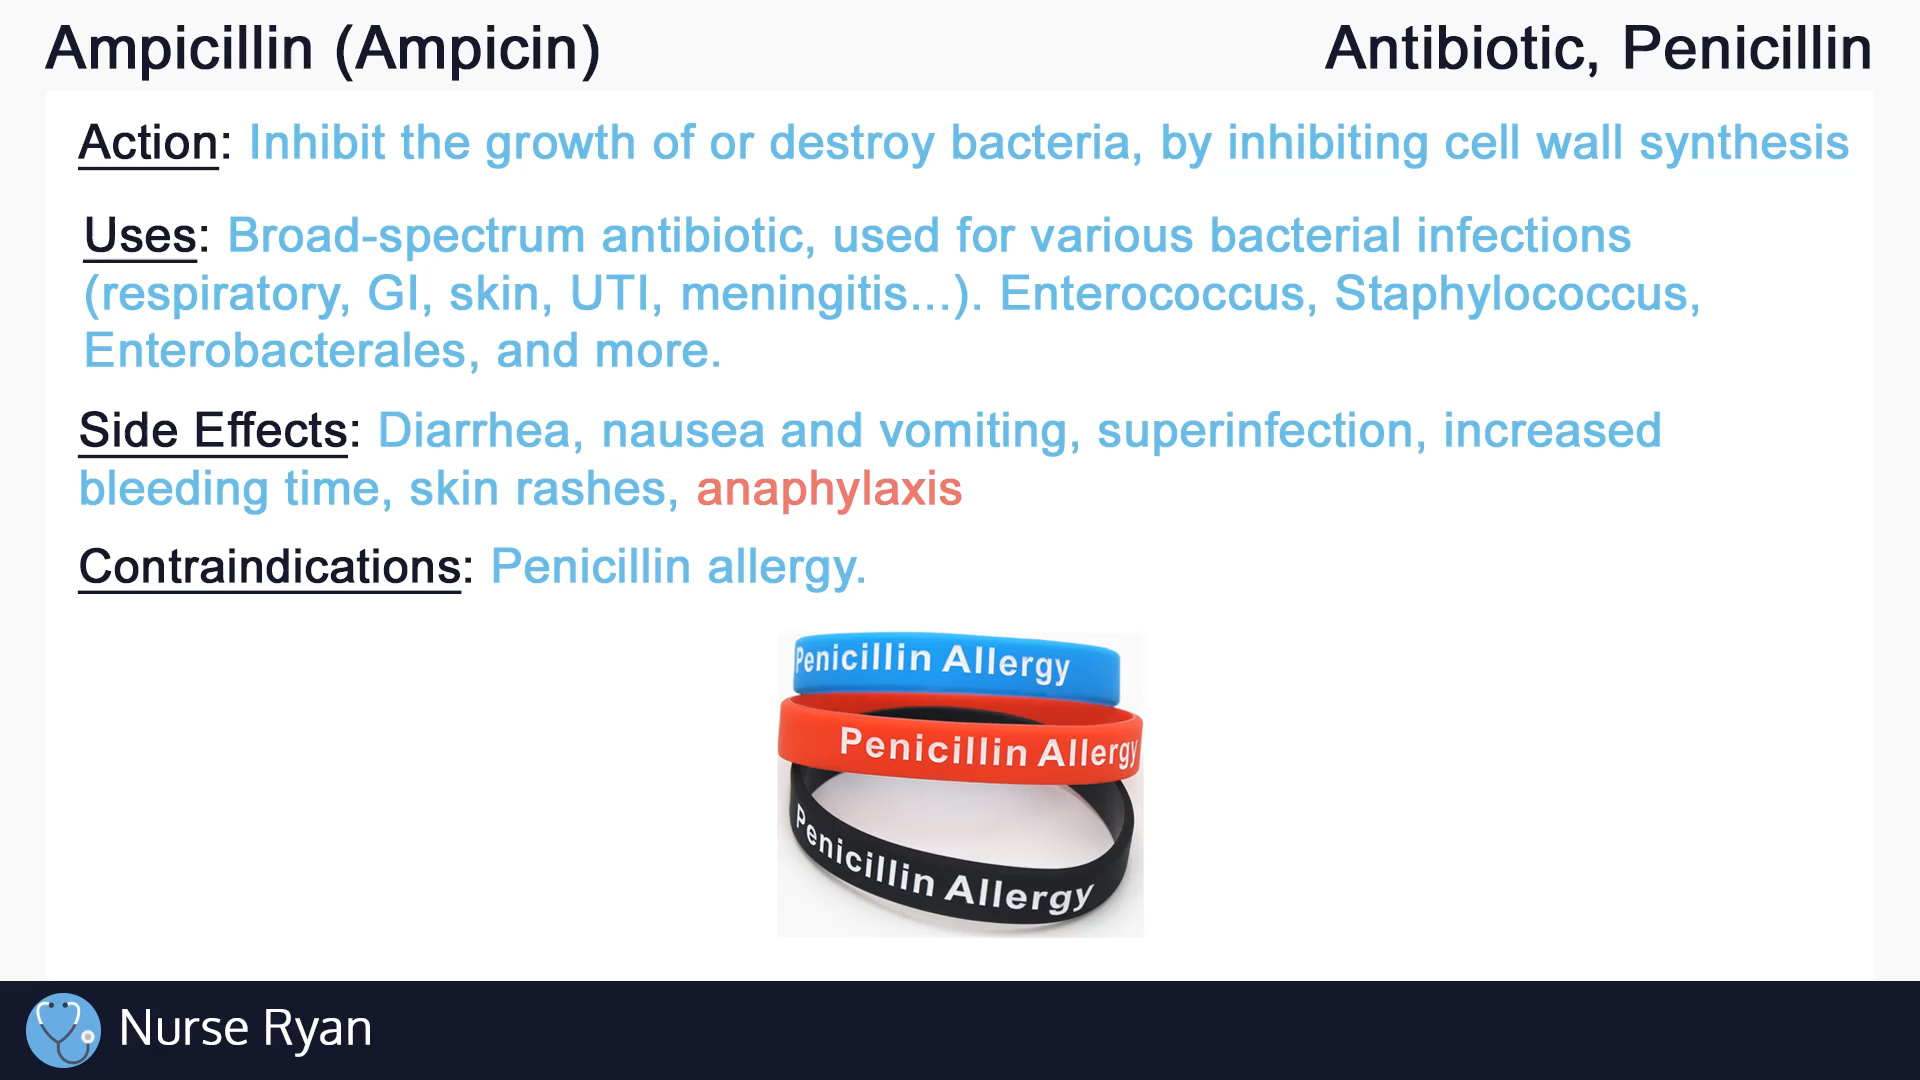 Ampicillin (Ampicin)
Antibiotic, Penicillin
Action: Inhibit the growth of or destroy bacteria, by inhibiting cell wall synthesis
Uses: Broad-spectrum antibiotic, used for various bacterial infections
(respiratory, GI, skin, UTI, meningitis...). Enterococcus, Staphylococcus,
Enterobacterales, and more.
Side Effects: Diarrhea, nausea and vomiting, superinfection, increased
bleeding time, skin rashes, anaphylaxis
Contraindications: Penicillin allergy.
Penicillin Allergy
Penicillin Allergy
Penicillin Allergy
Nurse Ryan